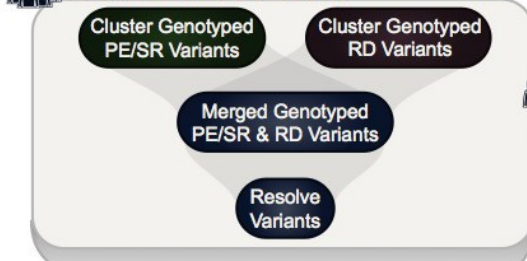 Cluster Genotyped
PE/SR Variants
Cluster Genotyped
RD Variants
Merged Genotyped
PE/SR & RD Variants
Resolve
Variants